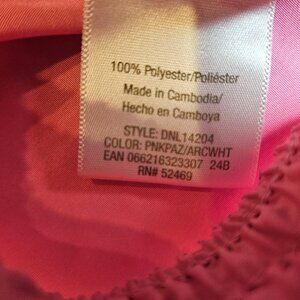 100% Polyester/Poliéster
Made in Cambodia/
Hecho en Camboya
STYLE: DNL14204
COLOR: PNKPAZ/ARCWHT
EAN 066216323307 24B
RN# 52469